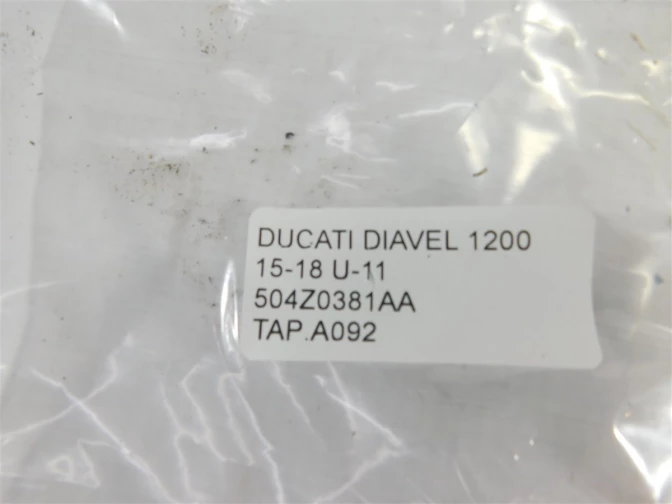 DUCATI DIAVEL 1200
15-18 U-11
504Z0381AA
TAP.A092